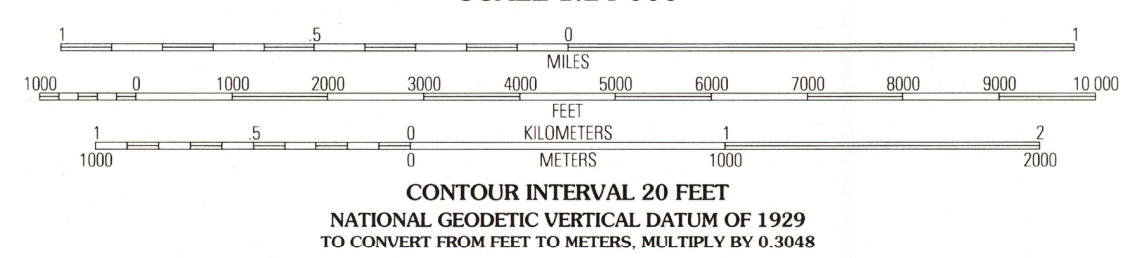 1 .5 0 1
MILES
1000 0 1000 2000 3000 4000 5000 6000 7000 8000 9000 10 000
FEET
1 .5 0 KILOMETERS 1 2
1000 0 METERS 1000 2000
CONTOUR INTERVAL 20 FEET
NATIONAL GEODETIC VERTICAL DATUM OF 1929
TO CONVERT FROM FEET TO METERS, MULTIPLY BY 0.3048